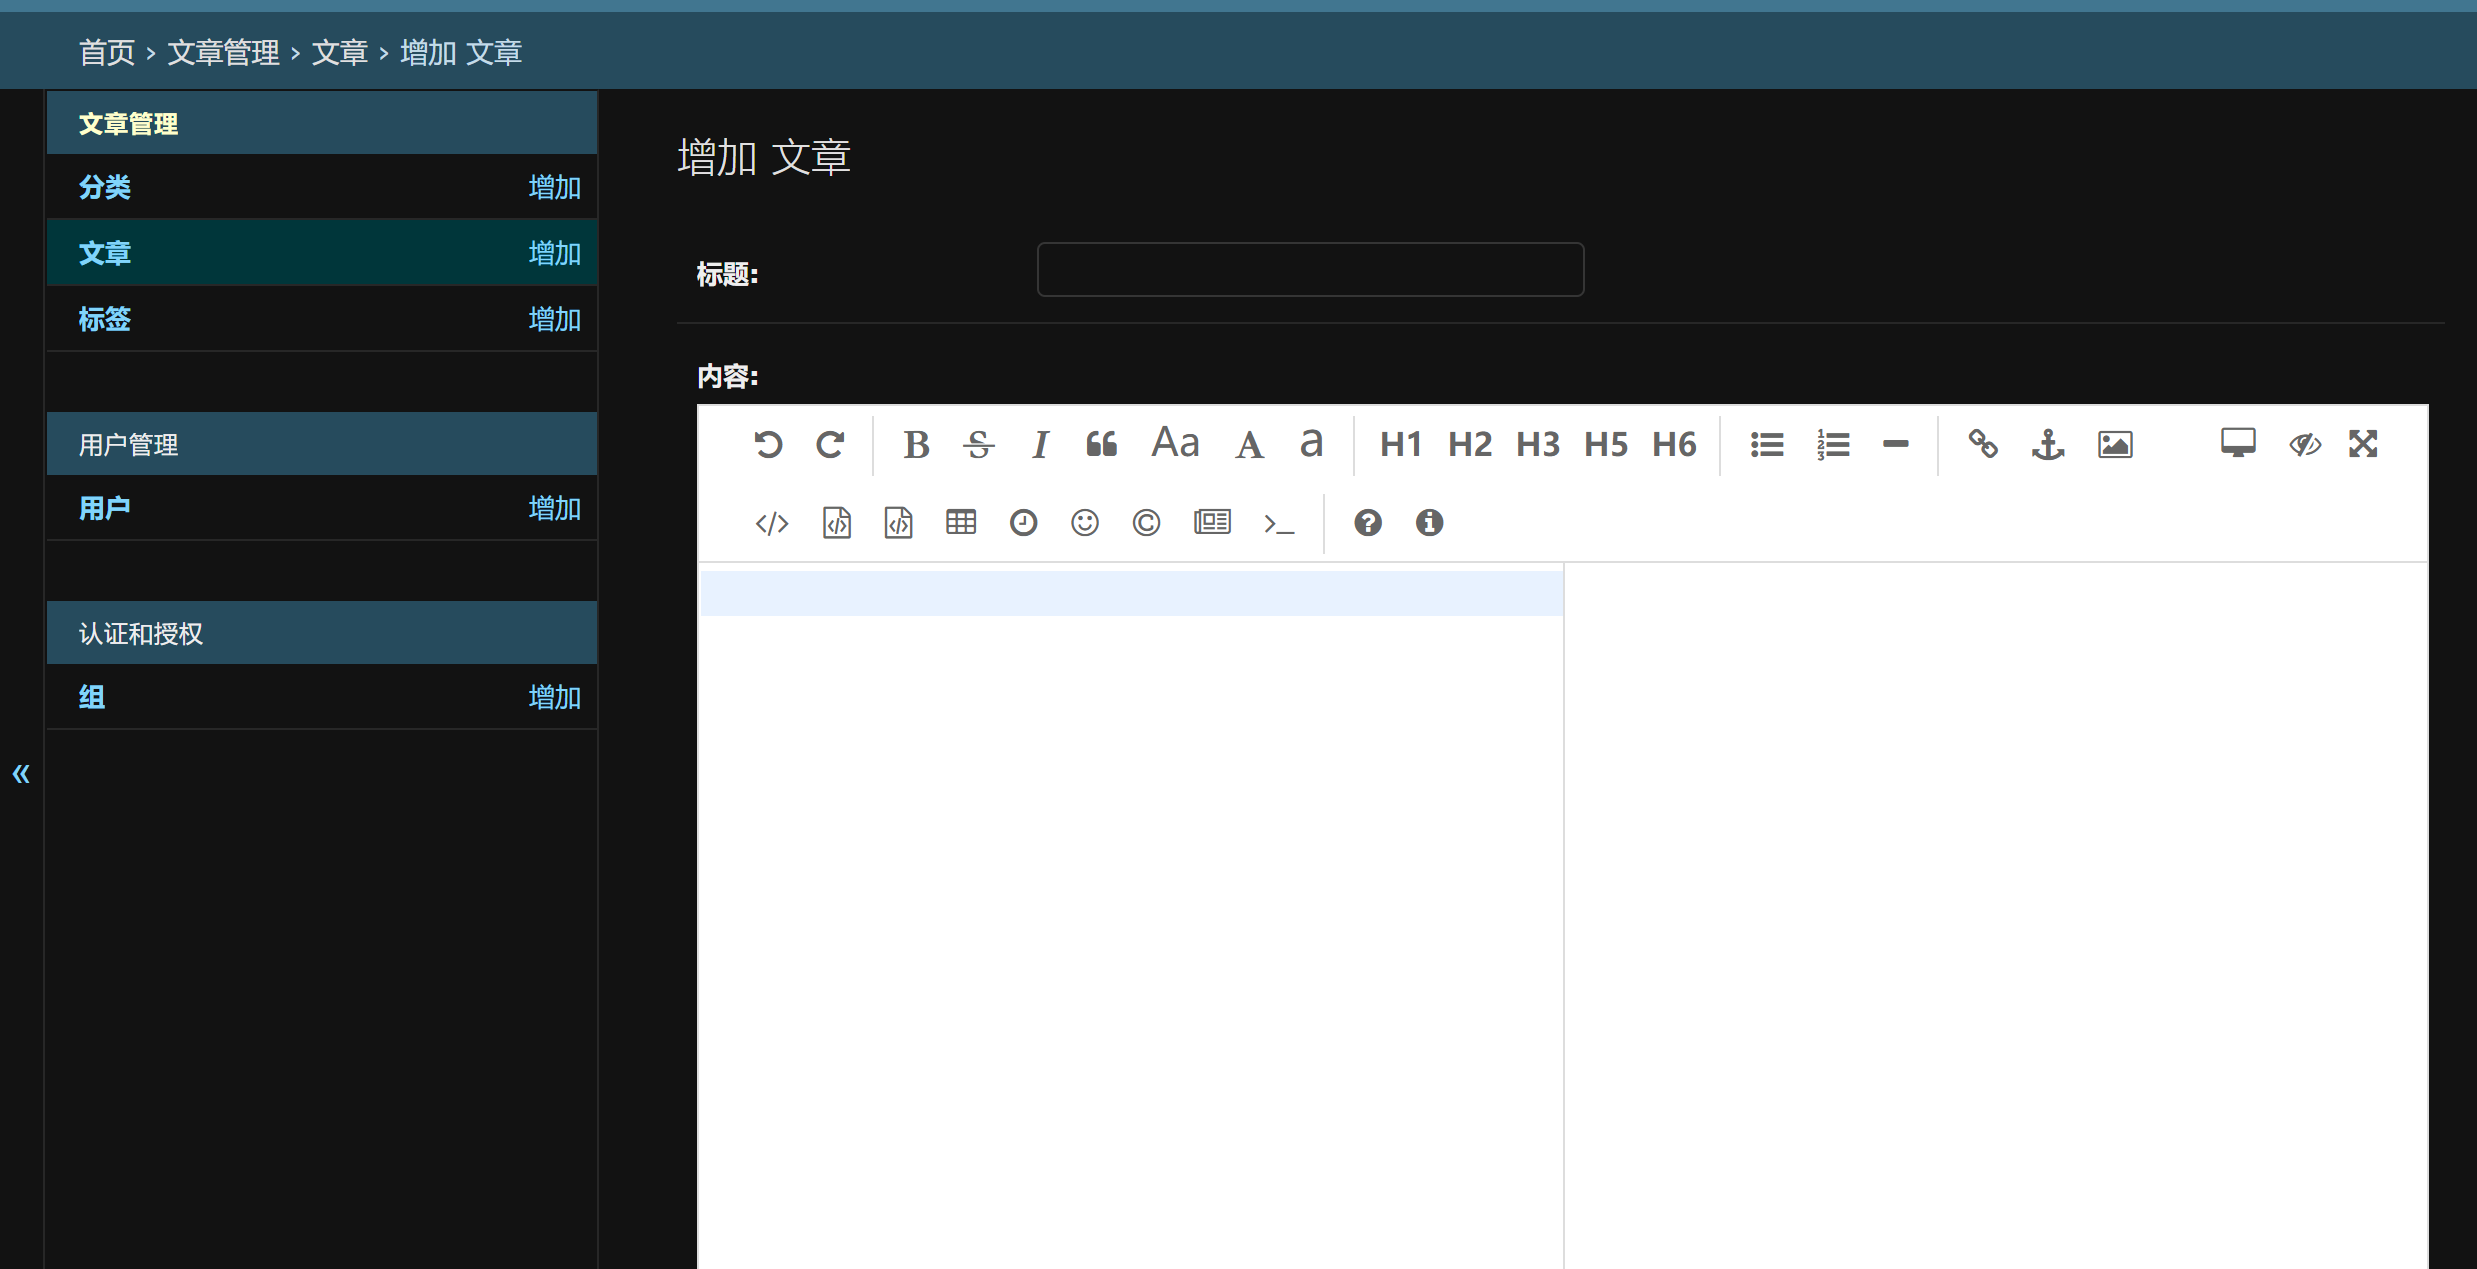 首页 › 文章管理 › 文章 › 增加 文章
文章管理
分类 增加
文章 增加
标签 增加
用户管理
用户 增加
认证和授权
组 增加
«
增加 文章
标题:
内容:
B S I Aa A a H1 H2 H3 H5 H6